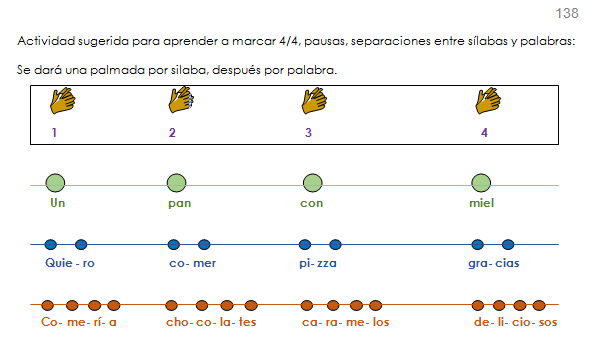 138
Actividad sugerida para aprender a marcar 4/4, pausas, separaciones entre sílabas y palabras:
Se dará una palmada por silaba, después por palabra.
1 2 3 4
Un pan con miel
Quie - ro co- mer pi- zza gra- cias
Co- me- rí- a cho- co- la- tes ca- ra- me- los de- li- cio- sos